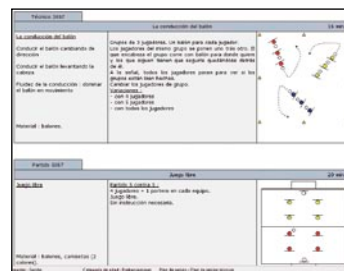 Técnico 2057
La conducción del balón
15 min
La conducción del balón
Conducir el balón cambiando de
dirección
Conducir el balón levantando la
cabeza
Fluidez de la conducción : dominar
el balón en movimiento
Material : Balones.
Grupos de 3 jugadores. Un balón para cada jugador.
Los jugadores del mismo grupo se ponen uno tras otro. El
que encabeza el grupo corre con balón para donde quiere
y los que siguen tienen que seguirle quedándose detrás
de él.
A la señal, todos los jugadores paran para ver si los
grupos están bien hechos.
Cambiar los jugadores de grupo.
Variaciones :
- con 4 jugadores
- con 5 jugadores
- con todos los jugadores
Partido 5057
Juego libre
20 min
Juego libre
Material : Balones, camisetas (2
colores).
Partido 5 contra 5 :
4 jugadores + 1 portero en cada equipo.
Juego libre.
Sin instrucción necesaria.